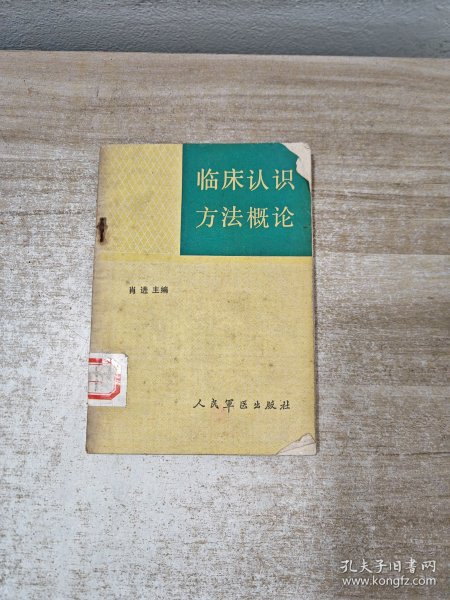 临床认识
方法概论
肖进 主编
人民军医出版社
孔夫子旧书网
www.kongfz.com